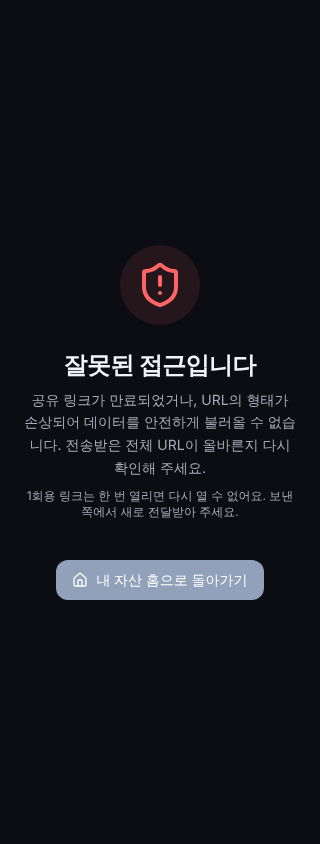 잘못된 접근입니다
공유 링크가 만료되었거나, URL의 형태가
손상되어 데이터를 안전하게 불러올 수 없습
니다. 전송받은 전체 URL이 올바른지 다시
확인해 주세요.
1회용 링크는 한 번 열리면 다시 열 수 없어요. 보낸
쪽에서 새로 전달받아 주세요.
내 자산 홈으로 돌아가기